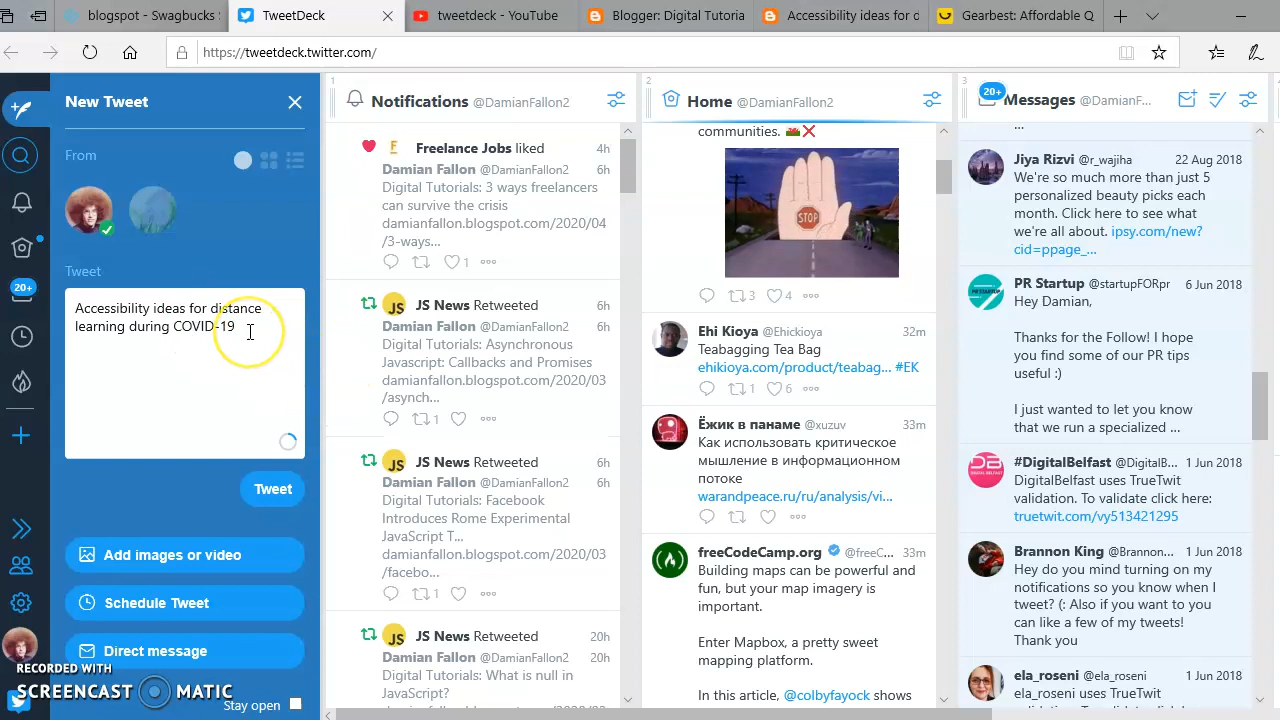 blogspot - Swagbucks S
TweetDeck
tweetdeck - YouTube
Blogger: Digital Tutoria
Accessibility ideas for d
Gearbest: Affordable Q
https://tweetdeck.twitter.com/
New Tweet
From
Tweet
Accessibility ideas for distance
learning during COVID-19
Tweet
Add images or video
Schedule Tweet
Direct message
Stay open
20+
RECORDED WITH
SCREENCAST MATIC
1
Notifications @DamianFallon2
Freelance Jobs liked 4h
Damian Fallon @DamianFallon2 6h
Digital Tutorials: 3 ways freelancers
can survive the crisis
damianfallon.blogspot.com/2020/04
/3-ways...
1
JS News Retweeted 6h
Damian Fallon @DamianFallon2 6h
Digital Tutorials: Asynchronous
Javascript: Callbacks and Promises
damianfallon.blogspot.com/2020/03
/asynch...
1
JS News Retweeted 6h
Damian Fallon @DamianFallon2 6h
Digital Tutorials: Facebook
Introduces Rome Experimental
JavaScript T...
damianfallon.blogspot.com/2020/03
/facebo...
1
JS News Retweeted 20h
Damian Fallon @DamianFallon2 20h
Digital Tutorials: What is null in
JavaScript?
2
Home @DamianFallon2
communities.
STOP
3 4
Ehi Kioya @Ehickioya 32m
Teabagging Tea Bag
ehikioya.com/product/teabag... #EK
1 6
Ёжик в панаме @xuzuv 33m
Как использовать критическое
мышление в информационном
потоке
warandpeace.ru/ru/analysis/vi...
freeCodeCamp.org @freeC... 33m
Building maps can be powerful and
fun, but your map imagery is
important.
Enter Mapbox, a pretty sweet
mapping platform.
In this article, @colbyfayock shows
3
20+
Messages @DamianF...
...
Jiya Rizvi @r_wajiha 22 Aug 2018
We're so much more than just 5
personalized beauty picks each
month. Click here to see what
we're all about. ipsy.com/new?
cid=ppage_...
PR Startup @startupFORpr 6 Jun 2018
Hey Damian,
Thanks for the Follow! I hope
you find some of our PR tips
useful :)
I just wanted to let you know
that we run a specialized ...
#DigitalBelfast @DigitalB... 1 Jun 2018
DigitalBelfast uses TrueTwit
validation. To validate click here:
truetwit.com/vy513421295
Brannon King @Brannon... 1 Jun 2018
Hey do you mind turning on my
notifications so you know when I
tweet? (: Also if you want to you
can like a few of my tweets!
Thank you
ela_roseni @ela_roseni 1 Jun 2018
ela_roseni uses TrueTwit